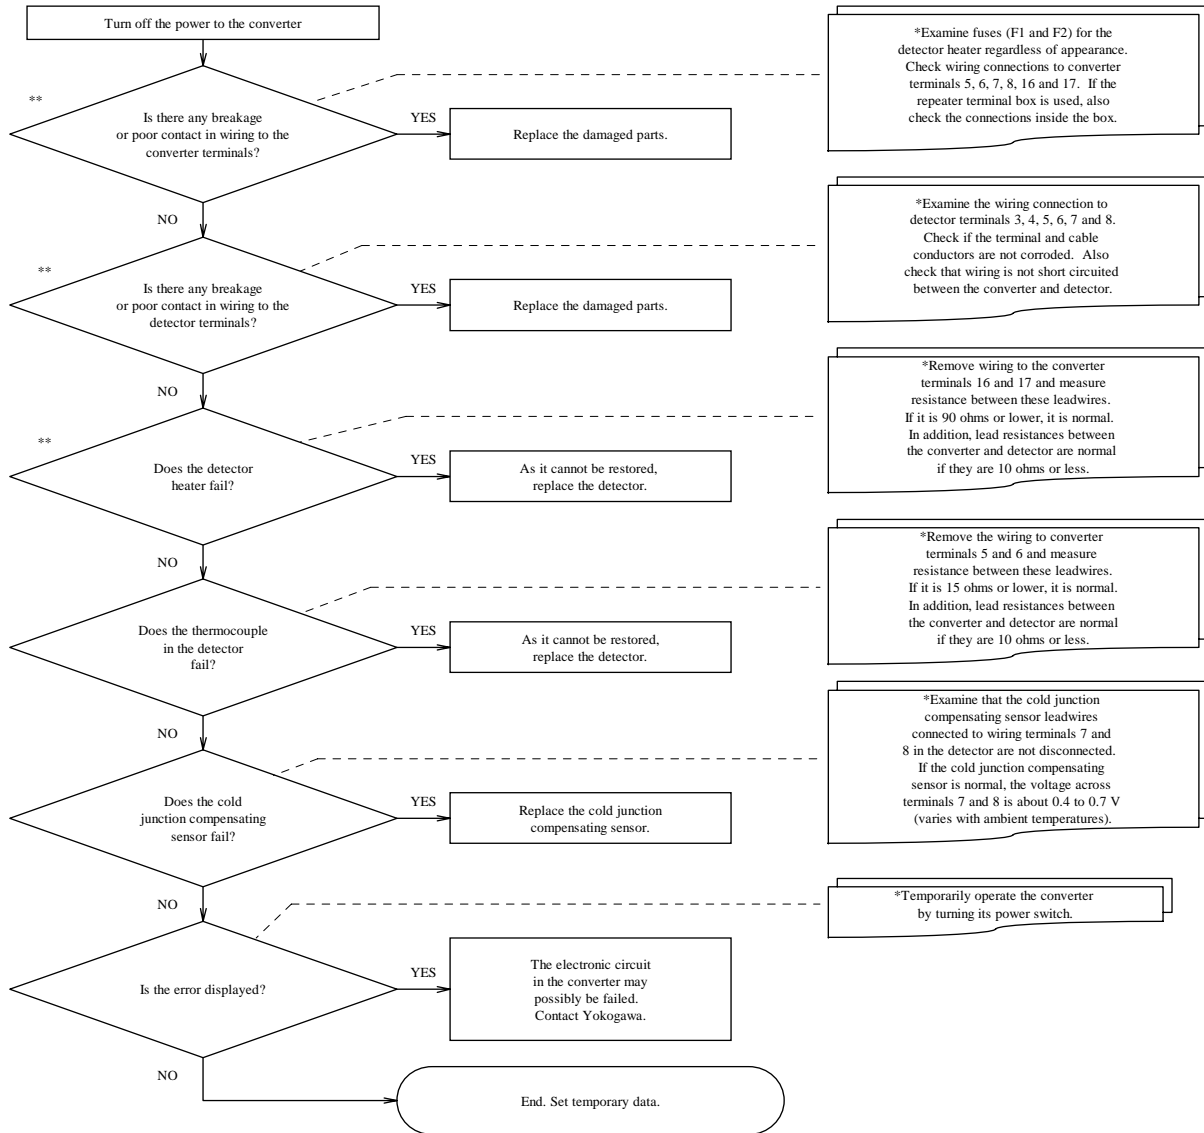 Turn off the power to the converter
*Examine fuses (F1 and F2) for the
detector heater regardless of appearance.
Check wiring connections to converter
terminals 5, 6, 7, 8, 16 and 17. If the
repeater terminal box is used, also
check the connections inside the box.
**
Is there any breakage
or poor contact in wiring to the
converter terminals?
YES
Replace the damaged parts.
NO
*Examine the wiring connection to
detector terminals 3, 4, 5, 6, 7 and 8.
Check if the terminal and cable
conductors are not corroded. Also
check that wiring is not short circuited
between the converter and detector.
**
Is there any breakage
or poor contact in wiring to the
detector terminals?
YES
Replace the damaged parts.
NO
*Remove wiring to the converter
terminals 16 and 17 and measure
resistance between these leadwires.
If it is 90 ohms or lower, it is normal.
In addition, lead resistances between
the converter and detector are normal
if they are 10 ohms or less.
**
Does the detector
heater fail?
YES
As it cannot be restored,
replace the detector.
NO
*Remove the wiring to converter
terminals 5 and 6 and measure
resistance between these leadwires.
If it is 15 ohms or lower, it is normal.
In addition, lead resistances between
the converter and detector are normal
if they are 10 ohms or less.
Does the thermocouple
in the detector
fail?
YES
As it cannot be restored,
replace the detector.
NO
*Examine that the cold junction
compensating sensor leadwires
connected to wiring terminals 7 and
8 in the detector are not disconnected.
If the cold junction compensating
sensor is normal, the voltage across
terminals 7 and 8 is about 0.4 to 0.7 V
(varies with ambient temperatures).
Does the cold
junction compensating
sensor fail?
YES
Replace the cold junction
compensating sensor.
NO
*Temporarily operate the converter
by turning its power switch.
Is the error displayed?
YES
The electronic circuit
in the converter may
possibly be failed.
Contact Yokogawa.
NO
End. Set temporary data.